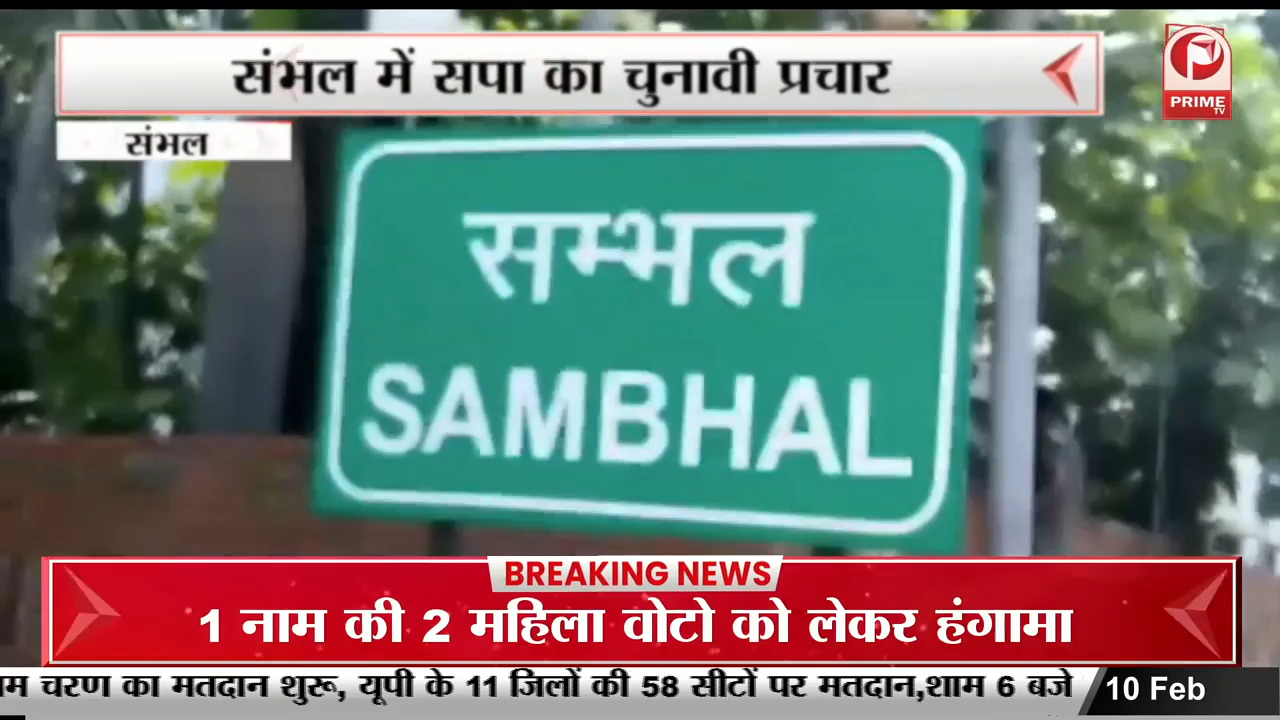 संभल में सपा का चुनावी प्रचार
PRIME
TV
संभल
सम्भल
SAMBHAL
BREAKING NEWS
1 नाम की 2 महिला वोटो को लेकर हंगामा
चरण का मतदान शुरू, यूपी के 11 जिलों की 58 सीटों पर मतदान,शाम 6 बजे
10 Feb